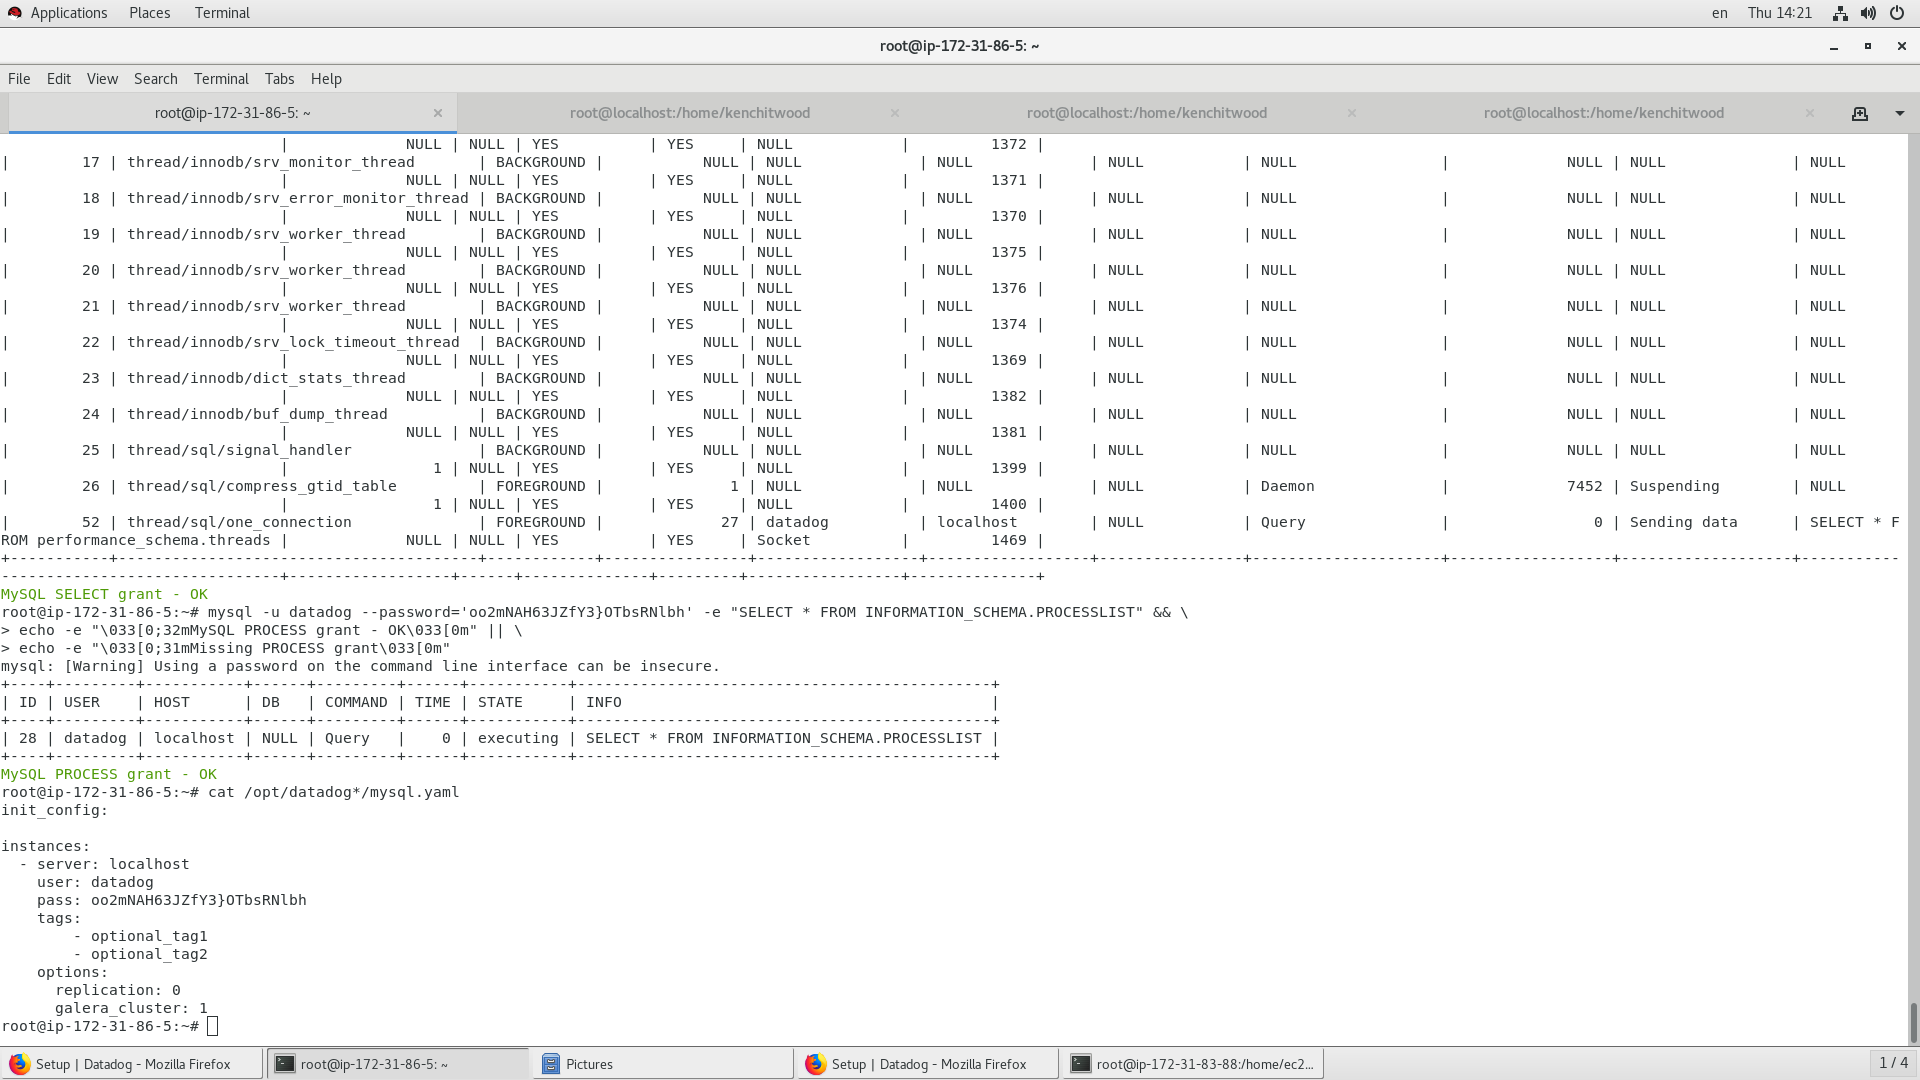 Applications Places Terminal en Thu 14:21
root@ip-172-31-86-5: ~
File Edit View Search Terminal Tabs Help
root@ip-172-31-86-5: ~ × root@localhost:/home/kenchitwood × root@localhost:/home/kenchitwood × root@localhost:/home/kenchitwood ×
| NULL | NULL | YES | YES | NULL | 1372 |
| 17 | thread/innodb/srv_monitor_thread | BACKGROUND | NULL | NULL | NULL | NULL | NULL | NULL | NULL | NULL
| NULL | NULL | YES | YES | NULL | 1371 |
| 18 | thread/innodb/srv_error_monitor_thread | BACKGROUND | NULL | NULL | NULL | NULL | NULL | NULL | NULL | NULL
| NULL | NULL | YES | YES | NULL | 1370 |
| 19 | thread/innodb/srv_worker_thread | BACKGROUND | NULL | NULL | NULL | NULL | NULL | NULL | NULL | NULL
| NULL | NULL | YES | YES | NULL | 1375 |
| 20 | thread/innodb/srv_worker_thread | BACKGROUND | NULL | NULL | NULL | NULL | NULL | NULL | NULL | NULL
| NULL | NULL | YES | YES | NULL | 1376 |
| 21 | thread/innodb/srv_worker_thread | BACKGROUND | NULL | NULL | NULL | NULL | NULL | NULL | NULL | NULL
| NULL | NULL | YES | YES | NULL | 1374 |
| 22 | thread/innodb/srv_lock_timeout_thread | BACKGROUND | NULL | NULL | NULL | NULL | NULL | NULL | NULL | NULL
| NULL | NULL | YES | YES | NULL | 1369 |
| 23 | thread/innodb/dict_stats_thread | BACKGROUND | NULL | NULL | NULL | NULL | NULL | NULL | NULL | NULL
| NULL | NULL | YES | YES | NULL | 1382 |
| 24 | thread/innodb/buf_dump_thread | BACKGROUND | NULL | NULL | NULL | NULL | NULL | NULL | NULL | NULL
| NULL | NULL | YES | YES | NULL | 1381 |
| 25 | thread/sql/signal_handler | BACKGROUND | NULL | NULL | NULL | NULL | NULL | NULL | NULL | NULL
| 1 | NULL | YES | YES | NULL | 1399 |
| 26 | thread/sql/compress_gtid_table | FOREGROUND | 1 | NULL | NULL | NULL | Daemon | 7452 | Suspending | NULL
| 1 | NULL | YES | YES | NULL | 1400 |
| 52 | thread/sql/one_connection | FOREGROUND | 27 | datadog | localhost | NULL | Query | 0 | Sending data | SELECT * F
ROM performance_schema.threads | NULL | NULL | YES | YES | Socket | 1469 |
MySQL SELECT grant - OK
root@ip-172-31-86-5:~# mysql -u datadog --password='oo2mNAH63JZfY3}OTbsRNlbh' -e "SELECT * FROM INFORMATION_SCHEMA.PROCESSLIST" && \
> echo -e "\033[0;32mMySQL PROCESS grant - OK\033[0m" || \
> echo -e "\033[0;31mMissing PROCESS grant\033[0m"
mysql: [Warning] Using a password on the command line interface can be insecure.
+----+---------+-----------+------+---------+------+-----------+----------------------------------------------+
| ID | USER | HOST | DB | COMMAND | TIME | STATE | INFO |
+----+---------+-----------+------+---------+------+-----------+----------------------------------------------+
| 28 | datadog | localhost | NULL | Query | 0 | executing | SELECT * FROM INFORMATION_SCHEMA.PROCESSLIST |
+----+---------+-----------+------+---------+------+-----------+----------------------------------------------+
MySQL PROCESS grant - OK
root@ip-172-31-86-5:~# cat /opt/datadog*/mysql.yaml
init_config:
instances:
- server: localhost
user: datadog
pass: oo2mNAH63JZfY3}OTbsRNlbh
tags:
- optional_tag1
- optional_tag2
options:
replication: 0
galera_cluster: 1
root@ip-172-31-86-5:~#
Setup | Datadog - Mozilla Firefox root@ip-172-31-86-5: ~ Pictures Setup | Datadog - Mozilla Firefox root@ip-172-31-83-88:/home/ec2... 1 / 4